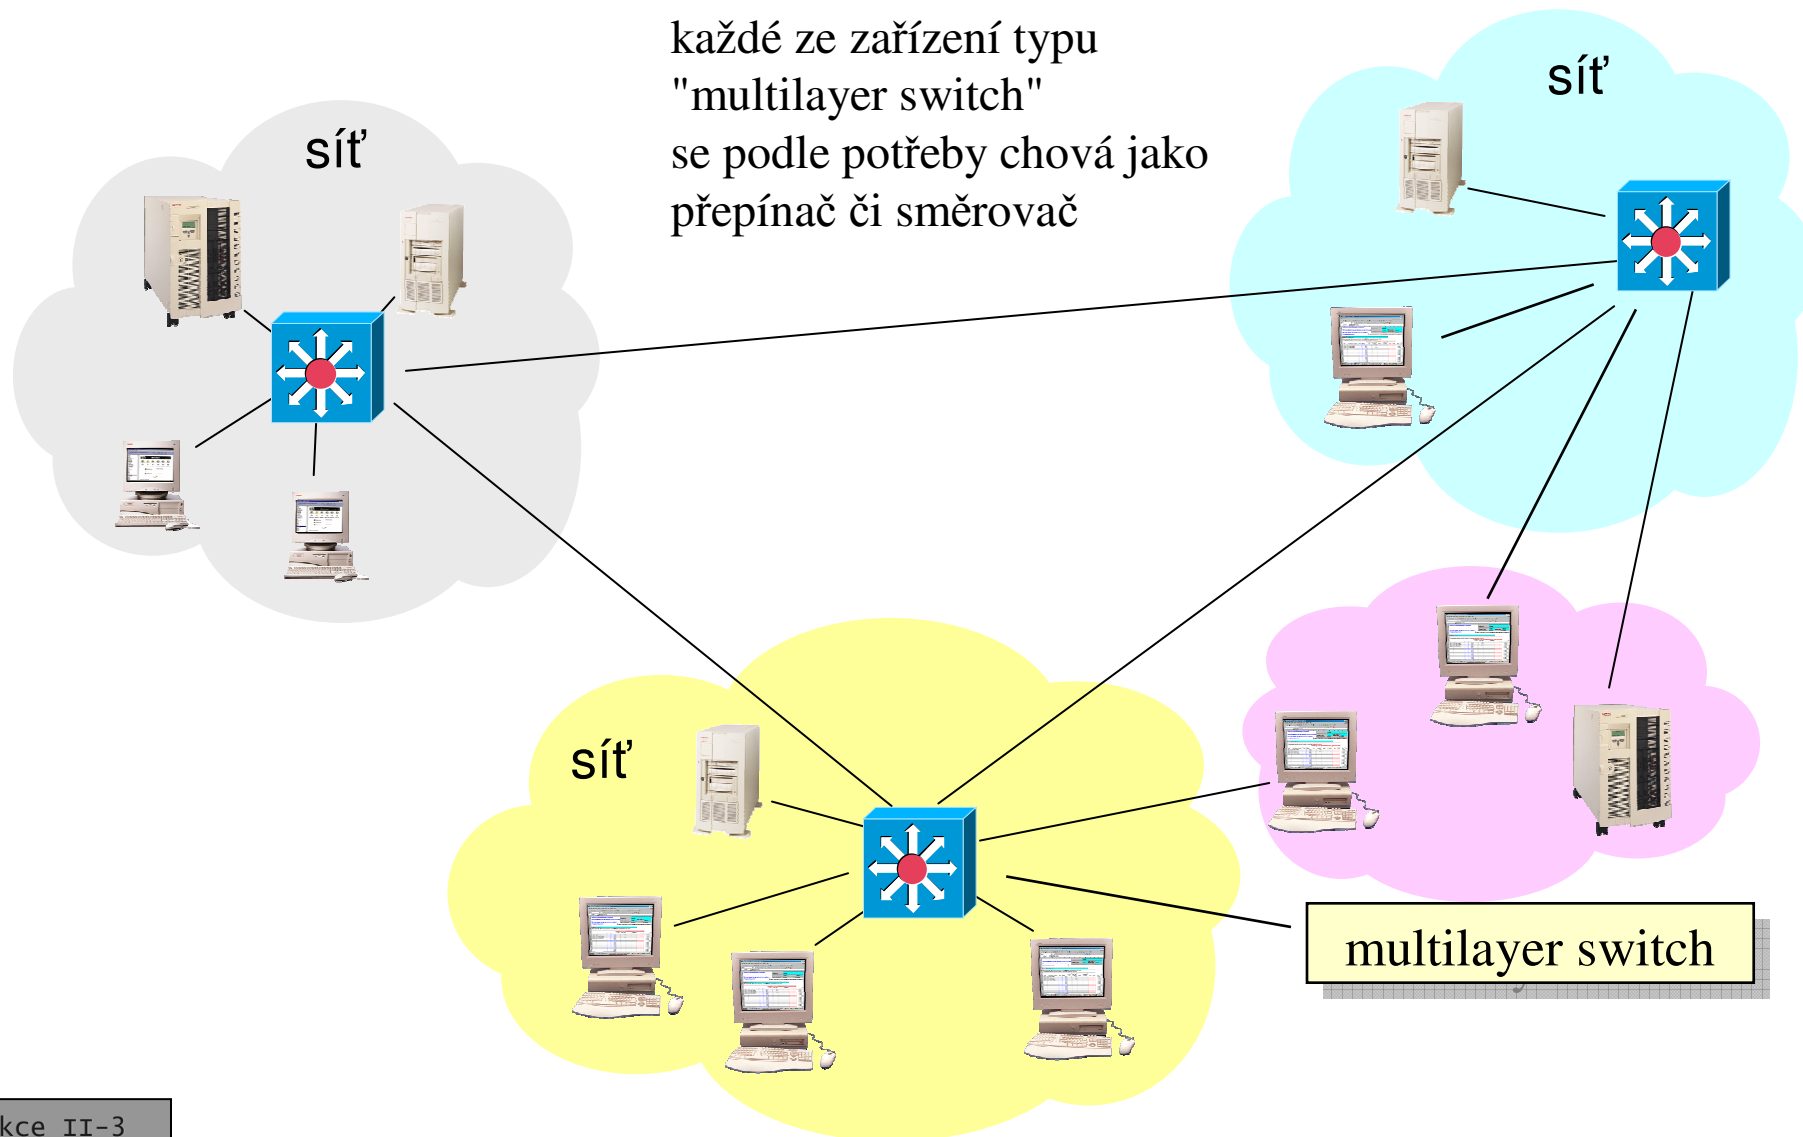 každé ze zařízení typu
"multilayer switch"
se podle potřeby chová jako
přepínač či směrovač
síť
síť
síť
multilayer switch
kce II-3